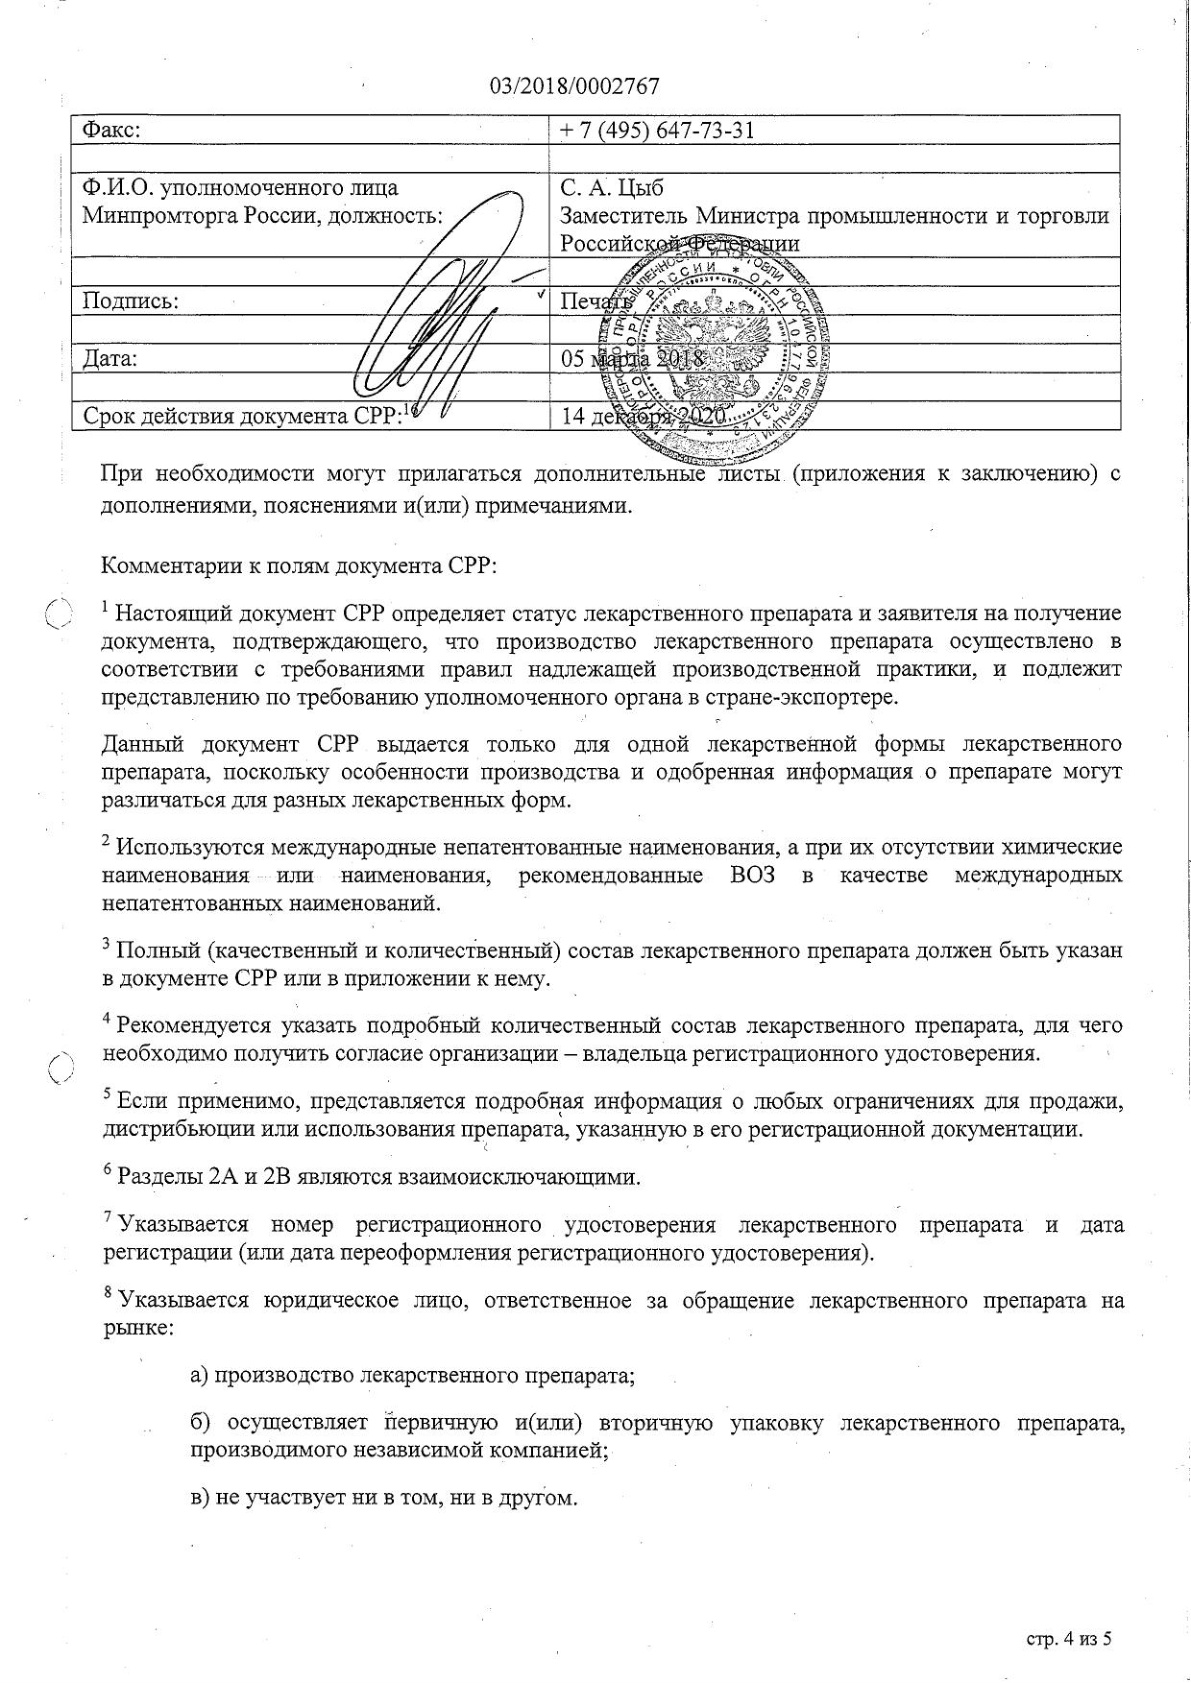 03/2018/0002767
Факс: + 7 (495) 647-73-31
Ф.И.О. уполномоченного лица
Минпромторга России, должность:
С. А. Цыб
Заместитель Министра промышленности и торговли
Российской Федерации
Подпись: Печать
Дата: 05 марта 2018
Срок действия документа СРР:16 14 декабря 2020
При необходимости могут прилагаться дополнительные листы (приложения к заключению) с
дополнениями, пояснениями и(или) примечаниями.
Комментарии к полям документа СРР:
1 Настоящий документ СРР определяет статус лекарственного препарата и заявителя на получение
документа, подтверждающего, что производство лекарственного препарата осуществлено в
соответствии с требованиями правил надлежащей производственной практики, и подлежит
представлению по требованию уполномоченного органа в стране-экспортере.
Данный документ СРР выдается только для одной лекарственной формы лекарственного
препарата, поскольку особенности производства и одобренная информация о препарате могут
различаться для разных лекарственных форм.
2 Используются международные непатентованные наименования, а при их отсутствии химические
наименования или наименования, рекомендованные ВОЗ в качестве международных
непатентованных наименований.
3 Полный (качественный и количественный) состав лекарственного препарата должен быть указан
в документе СРР или в приложении к нему.
4 Рекомендуется указать подробный количественный состав лекарственного препарата, для чего
необходимо получить согласие организации – владельца регистрационного удостоверения.
5 Если применимо, представляется подробная информация о любых ограничениях для продажи,
дистрибьюции или использования препарата, указанную в его регистрационной документации.
6 Разделы 2А и 2В являются взаимоисключающими.
7 Указывается номер регистрационного удостоверения лекарственного препарата и дата
регистрации (или дата переоформления регистрационного удостоверения).
8 Указывается юридическое лицо, ответственное за обращение лекарственного препарата на
рынке:
а) производство лекарственного препарата;
б) осуществляет первичную и(или) вторичную упаковку лекарственного препарата,
производимого независимой компанией;
в) не участвует ни в том, ни в другом.
стр. 4 из 5